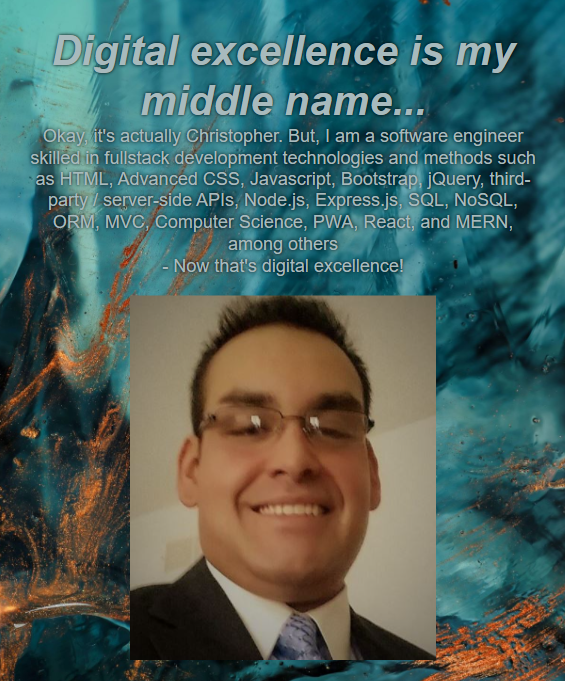 Digital excellence is my
middle name...
Okay, it's actually Christopher. But, I am a software engineer
skilled in fullstack development technologies and methods such
as HTML, Advanced CSS, Javascript, Bootstrap, jQuery, third-
party / server-side APIs, Node.js, Express.js, SQL, NoSQL,
ORM, MVC, Computer Science, PWA, React, and MERN,
among others
- Now that's digital excellence!